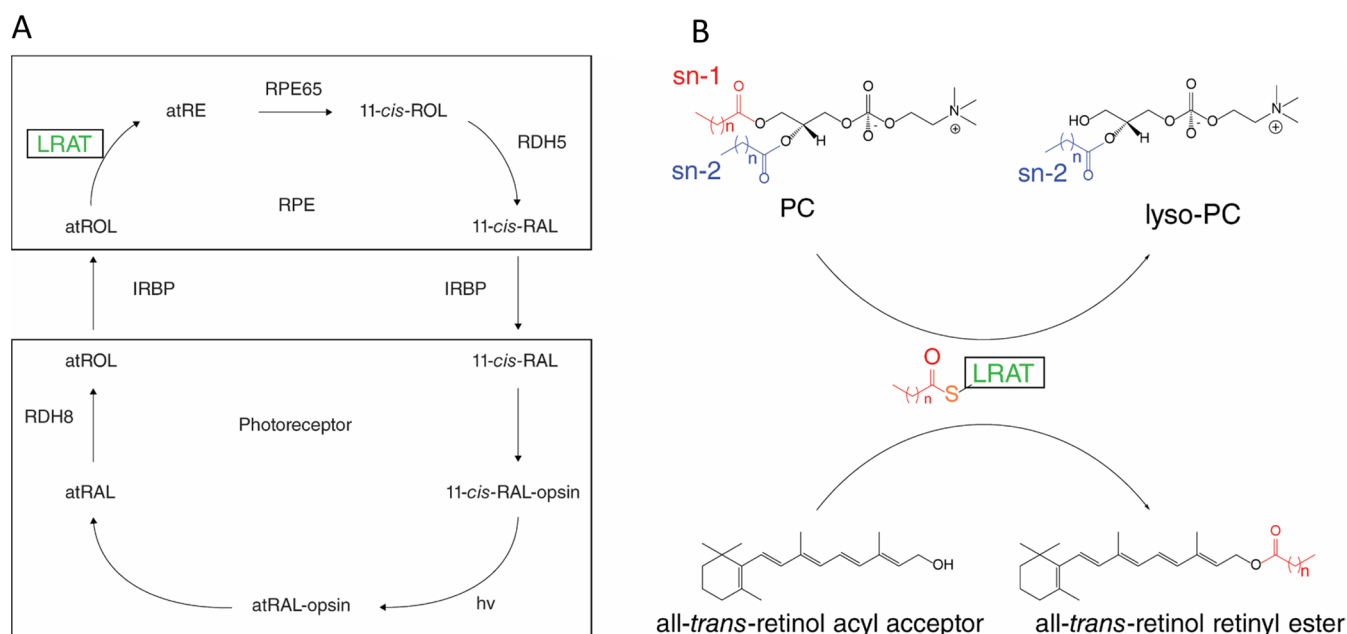 A
RPE65
atRE
11-cis-ROL
LRAT
RDH5
RPE
atROL
11-cis-RAL
IRBP
IRBP
atROL
11-cis-RAL
RDH8
Photoreceptor
atRAL
11-cis-RAL-opsin
atRAL-opsin
hv
B
sn-1
O
O
N
⊕
( )n
O
O
P
O
-
O
( )n
O
H
sn-2
O
PC
O
N
⊕
HO
O
P
O
-
O
( )n
O
H
sn-2
O
lyso-PC
O
( )n
S
LRAT
OH
O
O
( )n
all-trans-retinol acyl acceptor
all-trans-retinol retinyl ester